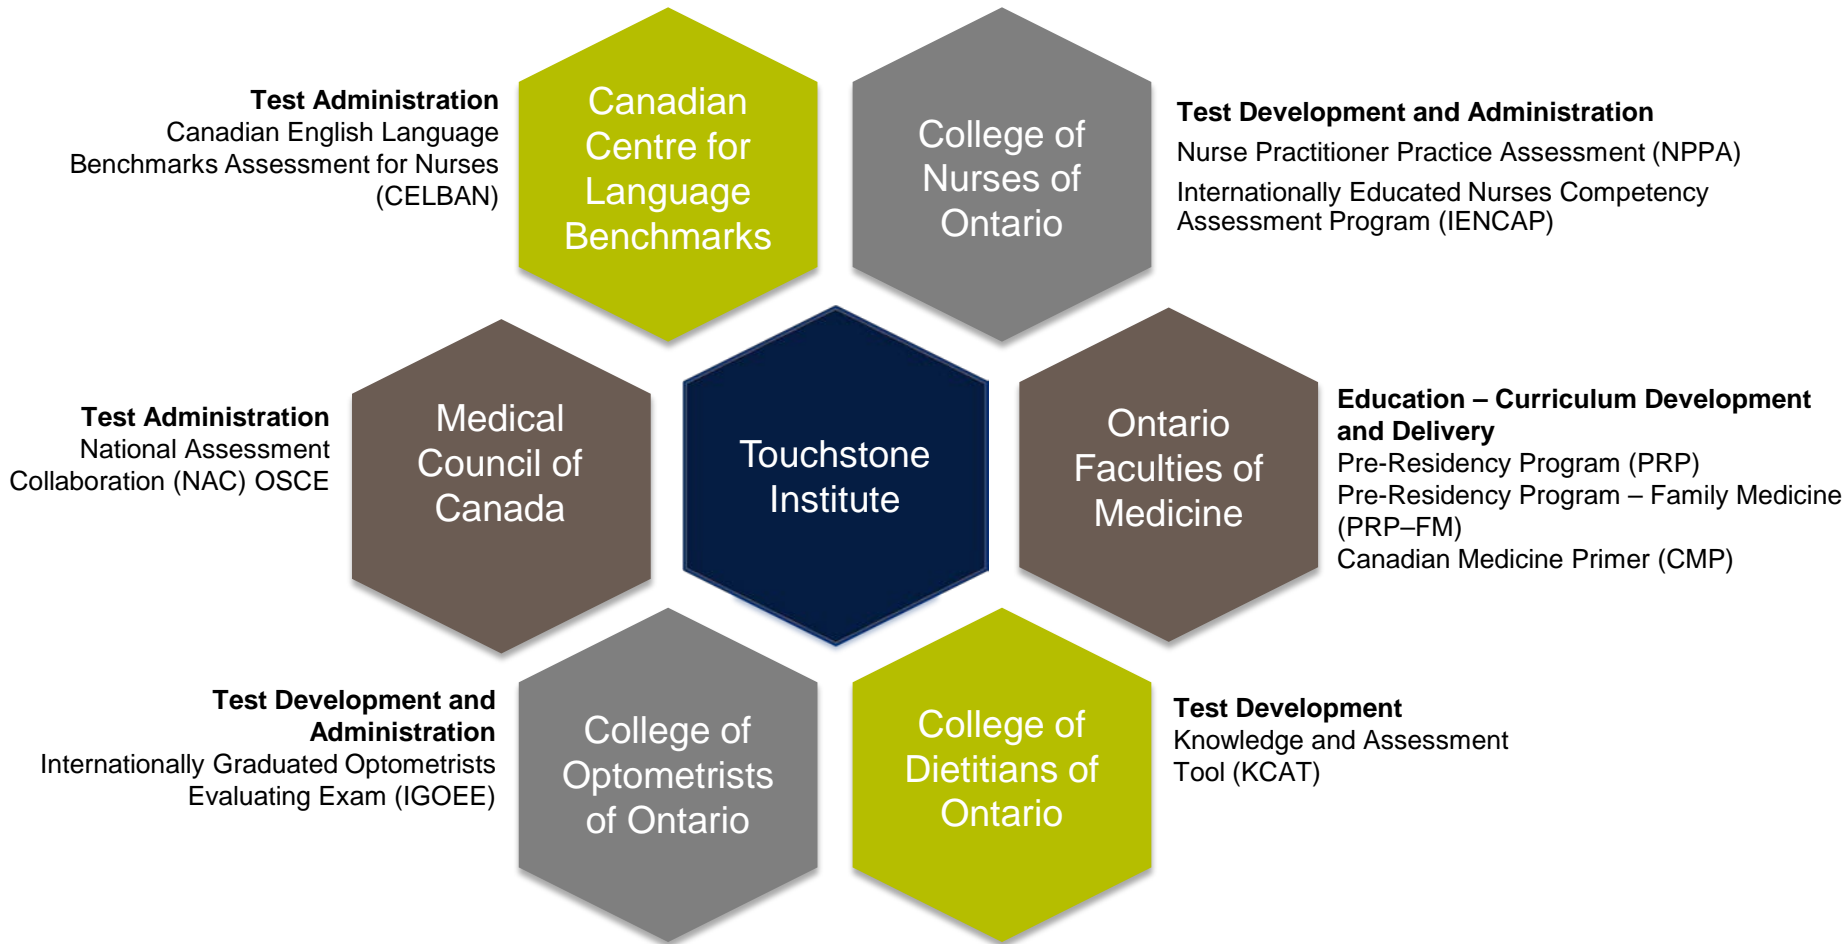 Test Administration
Canadian English Language
Benchmarks Assessment for Nurses
(CELBAN)
Canadian
Centre for
Language
Benchmarks
College of
Nurses of
Ontario
Test Development and Administration
Nurse Practitioner Practice Assessment (NPPA)
Internationally Educated Nurses Competency
Assessment Program (IENCAP)
Test Administration
National Assessment
Collaboration (NAC) OSCE
Medical
Council of
Canada
Touchstone
Institute
Ontario
Faculties of
Medicine
Education – Curriculum Development
and Delivery
Pre-Residency Program (PRP)
Pre-Residency Program – Family Medicine
(PRP–FM)
Canadian Medicine Primer (CMP)
Test Development and
Administration
Internationally Graduated Optometrists
Evaluating Exam (IGOEE)
College of
Optometrists
of Ontario
College of
Dietitians of
Ontario
Test Development
Knowledge and Assessment
Tool (KCAT)